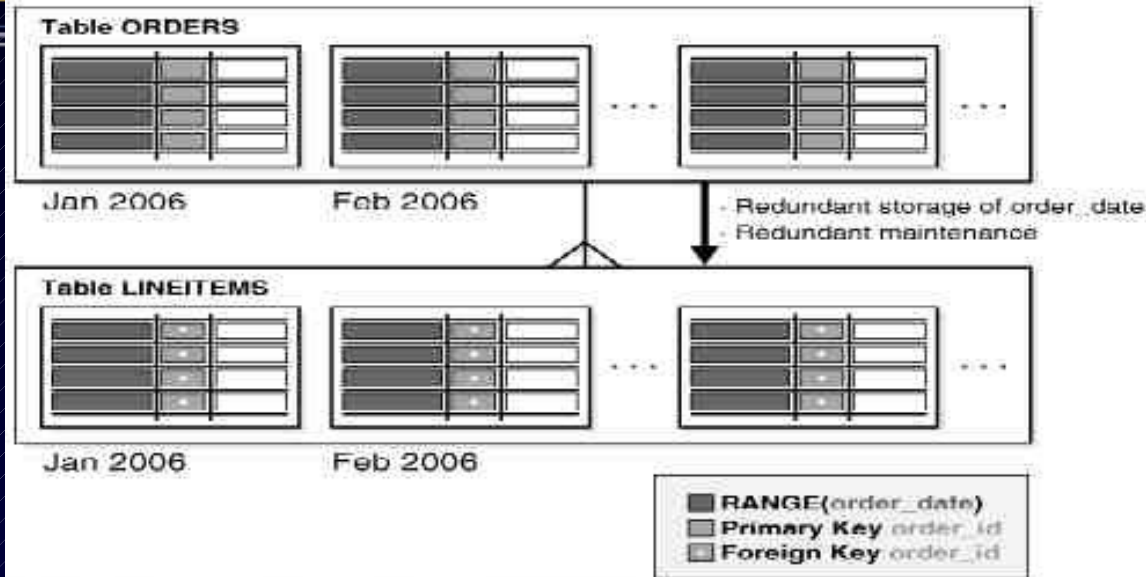 Table ORDERS
. . .
. . .
Jan 2006
Feb 2006
- Redundant storage of order_date
- Redundant maintenance
Table LINEITEMS
. . .
. . .
Jan 2006
Feb 2006
RANGE(order_date)
Primary Key order_id
Foreign Key order_id